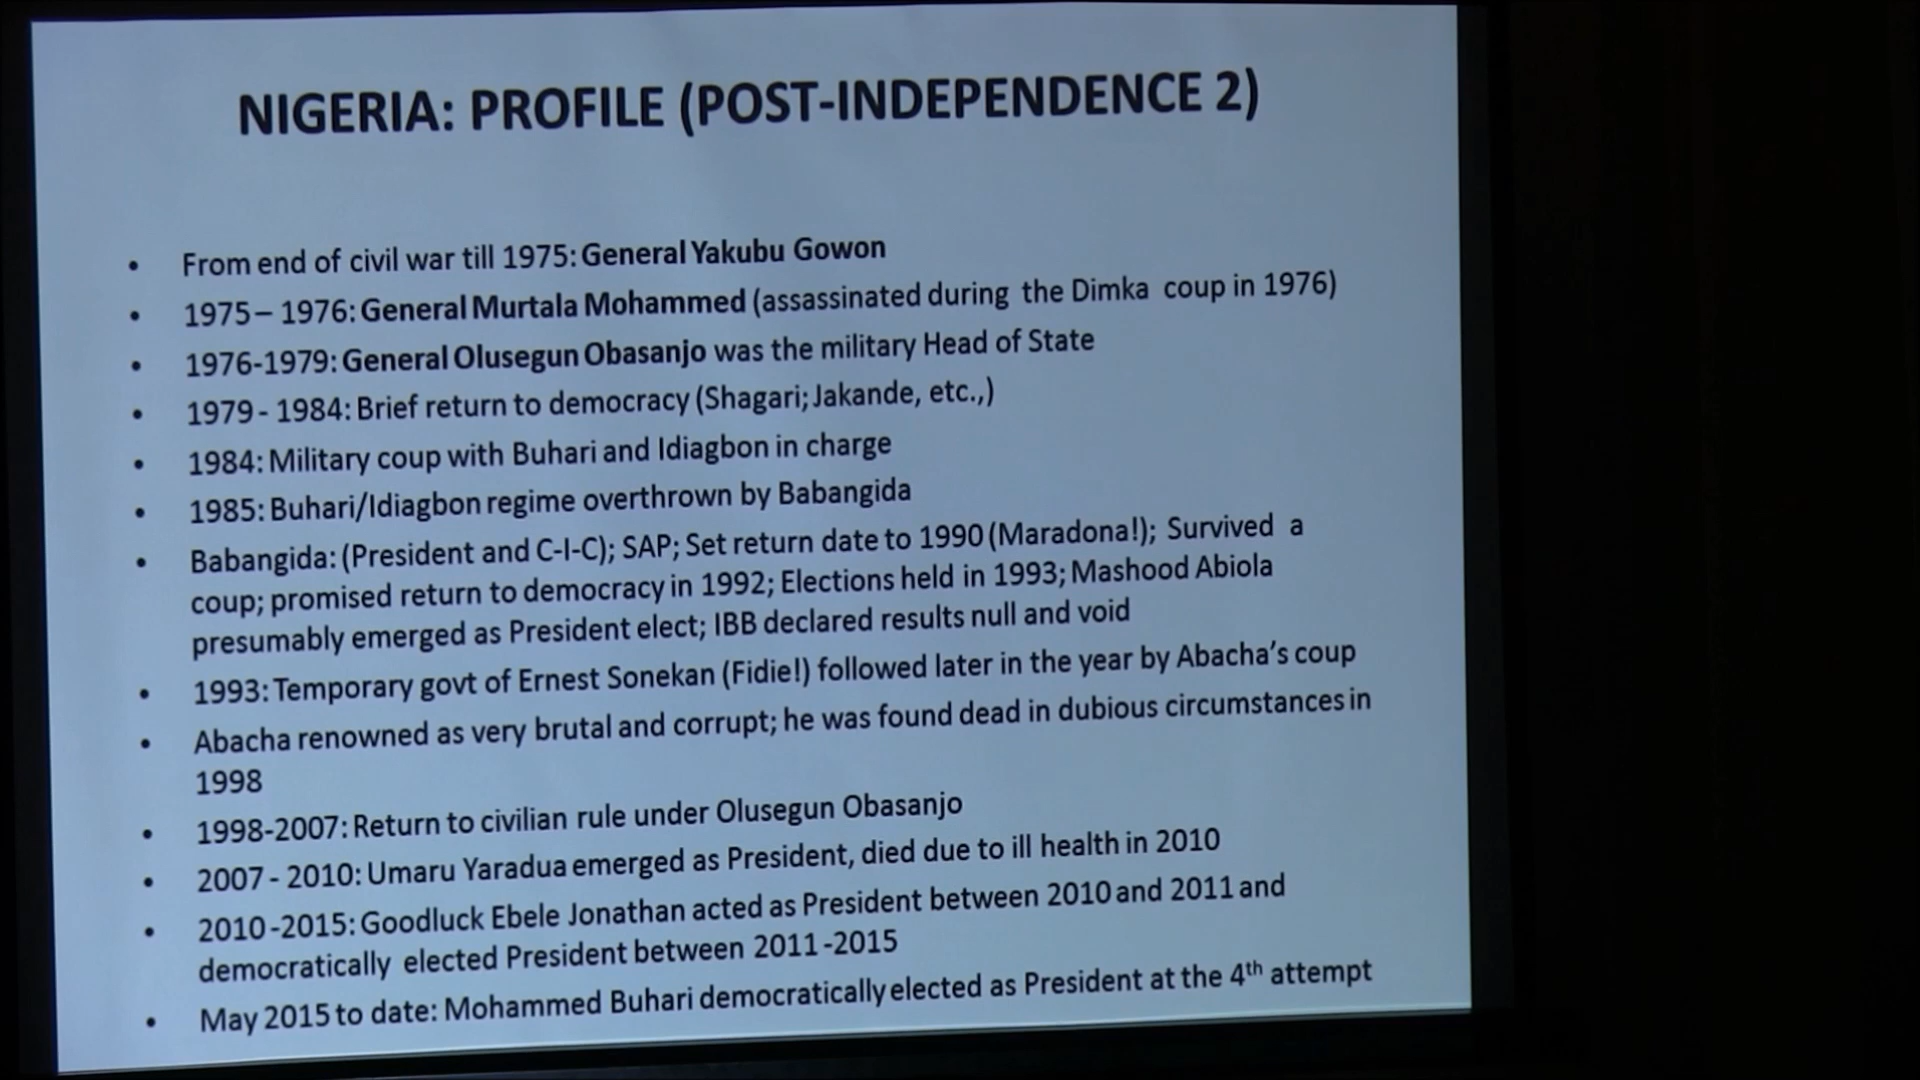 NIGERIA: PROFILE (POST-INDEPENDENCE 2)
• From end of civil war till 1975: General Yakubu Gowon
• 1975 – 1976: General Murtala Mohammed (assassinated during the Dimka coup in 1976)
• 1976-1979: General Olusegun Obasanjo was the military Head of State
• 1979 - 1984: Brief return to democracy (Shagari; Jakande, etc.,)
• 1984: Military coup with Buhari and Idiagbon in charge
• 1985: Buhari/Idiagbon regime overthrown by Babangida
• Babangida: (President and C-I-C); SAP; Set return date to 1990 (Maradona!); Survived a
coup; promised return to democracy in 1992; Elections held in 1993; Mashood Abiola
presumably emerged as President elect; IBB declared results null and void
• 1993: Temporary govt of Ernest Sonekan (Fidie!) followed later in the year by Abacha's coup
• Abacha renowned as very brutal and corrupt; he was found dead in dubious circumstances in
1998
• 1998-2007: Return to civilian rule under Olusegun Obasanjo
• 2007 - 2010: Umaru Yaradua emerged as President, died due to ill health in 2010
• 2010 -2015: Goodluck Ebele Jonathan acted as President between 2010 and 2011 and
democratically elected President between 2011 -2015
• May 2015 to date: Mohammed Buhari democratically elected as President at the 4th attempt